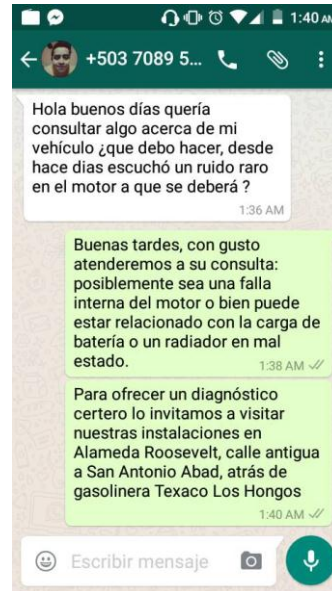 1:40 AM
+503 7089 5...
Hola buenos días quería
consultar algo acerca de mi
vehículo ¿que debo hacer, desde
hace dias escuchó un ruido raro
en el motor a que se deberá ?
1:36 AM
Buenas tardes, con gusto
atenderemos a su consulta:
posiblemente sea una falla
interna del motor o bien puede
estar relacionado con la carga de
batería o un radiador en mal
estado.
1:38 AM
Para ofrecer un diagnóstico
certero lo invitamos a visitar
nuestras instalaciones en
Alameda Roosevelt, calle antigua
a San Antonio Abad, atrás de
gasolinera Texaco Los Hongos
1:40 AM
Escribir mensaje